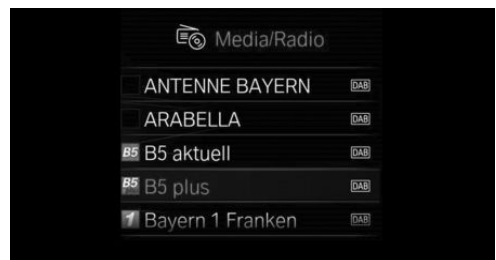 Media/Radio
ANTENNE BAYERN DAB
ARABELLA DAB
B5 B5 aktuell DAB
B5 B5 plus DAB
1 Bayern 1 Franken DAB